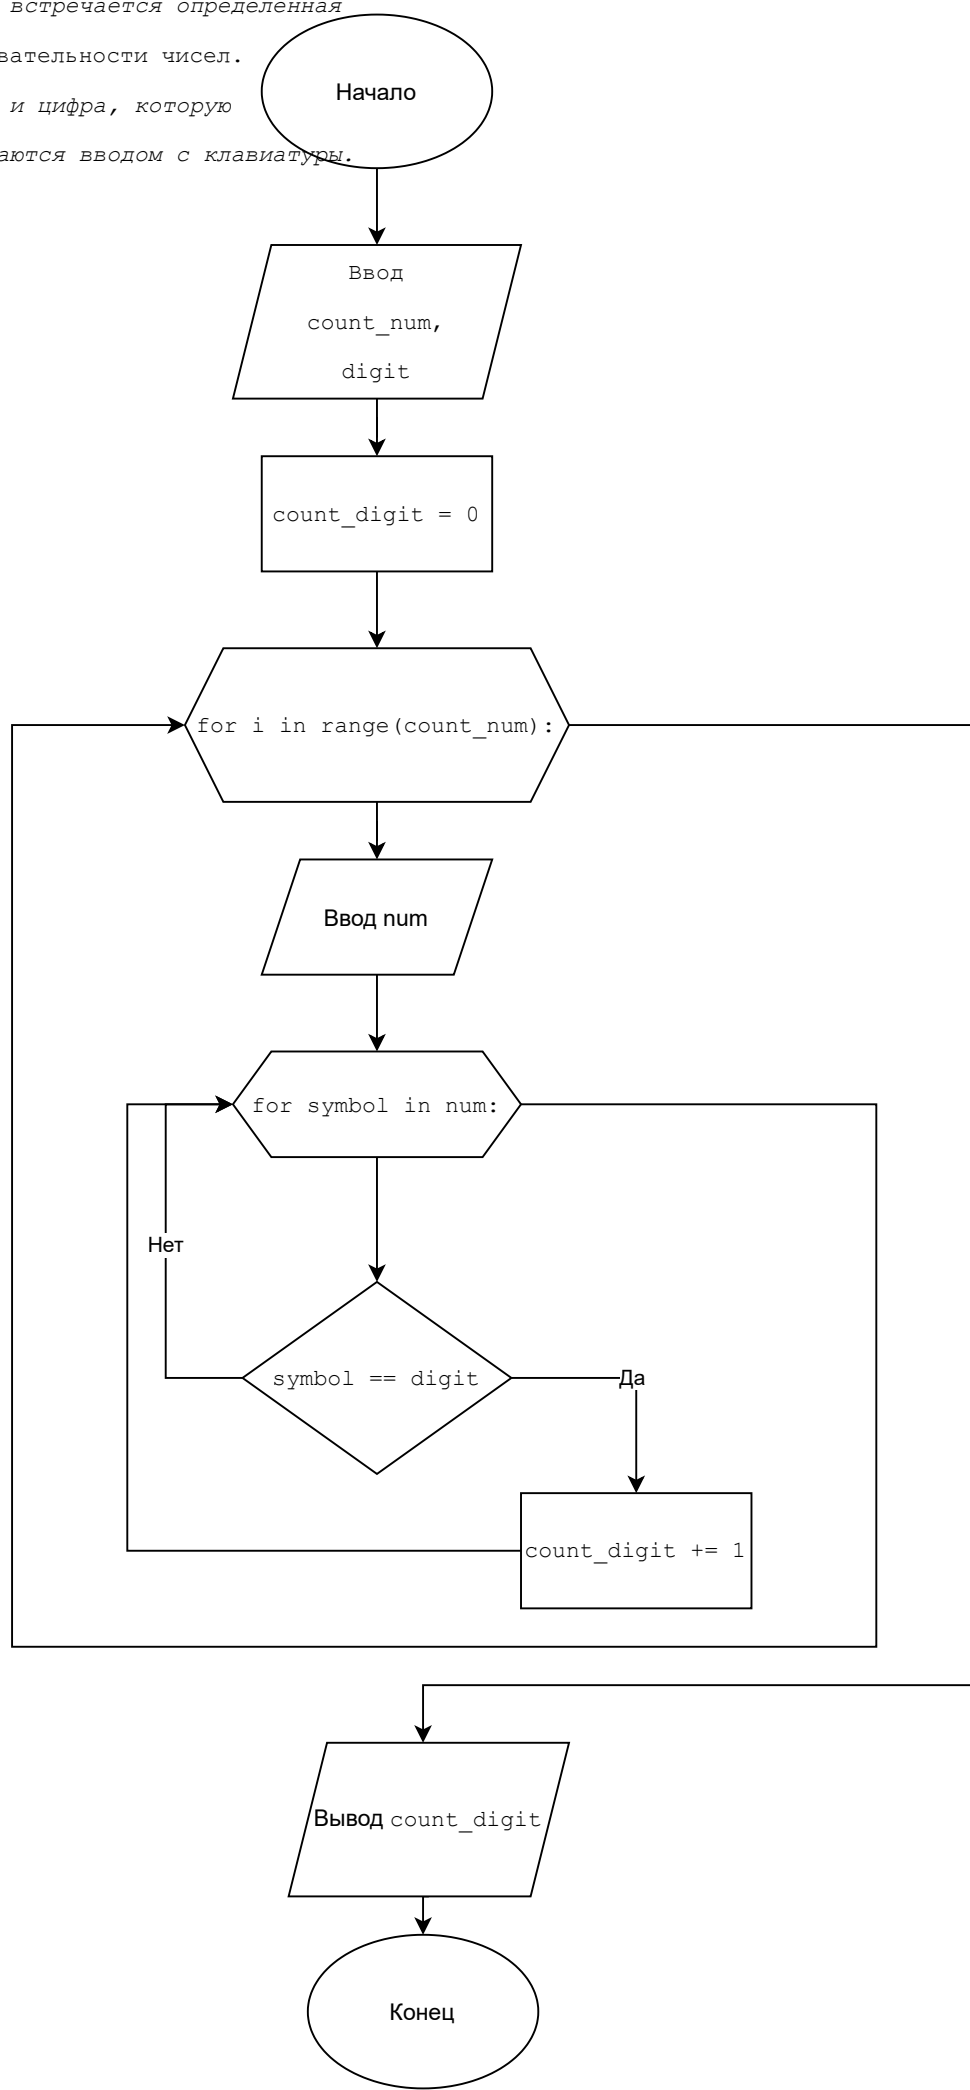 встречается определенная
вательности чисел.
и цифра, которую
аются вводом с клавиатуры.
Начало
Ввод
count_num,
digit
count_digit = 0
for i in range(count_num):
Ввод num
for symbol in num:
Нет
symbol == digit
Да
count_digit += 1
Вывод count_digit
Конец